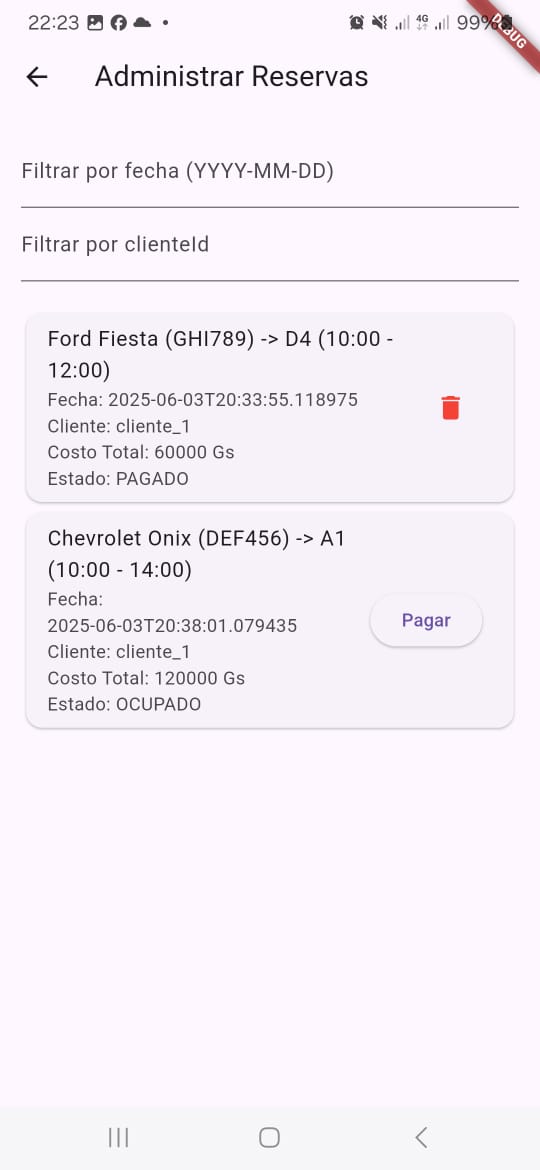 22:23
4G
99%
DEBUG
Administrar Reservas
Filtrar por fecha (YYYY-MM-DD)
Filtrar por clienteId
Ford Fiesta (GHI789) -> D4 (10:00 -
12:00)
Fecha: 2025-06-03T20:33:55.118975
Cliente: cliente_1
Costo Total: 60000 Gs
Estado: PAGADO
Chevrolet Onix (DEF456) -> A1
(10:00 - 14:00)
Fecha:
2025-06-03T20:38:01.079435
Cliente: cliente_1
Costo Total: 120000 Gs
Estado: OCUPADO
Pagar